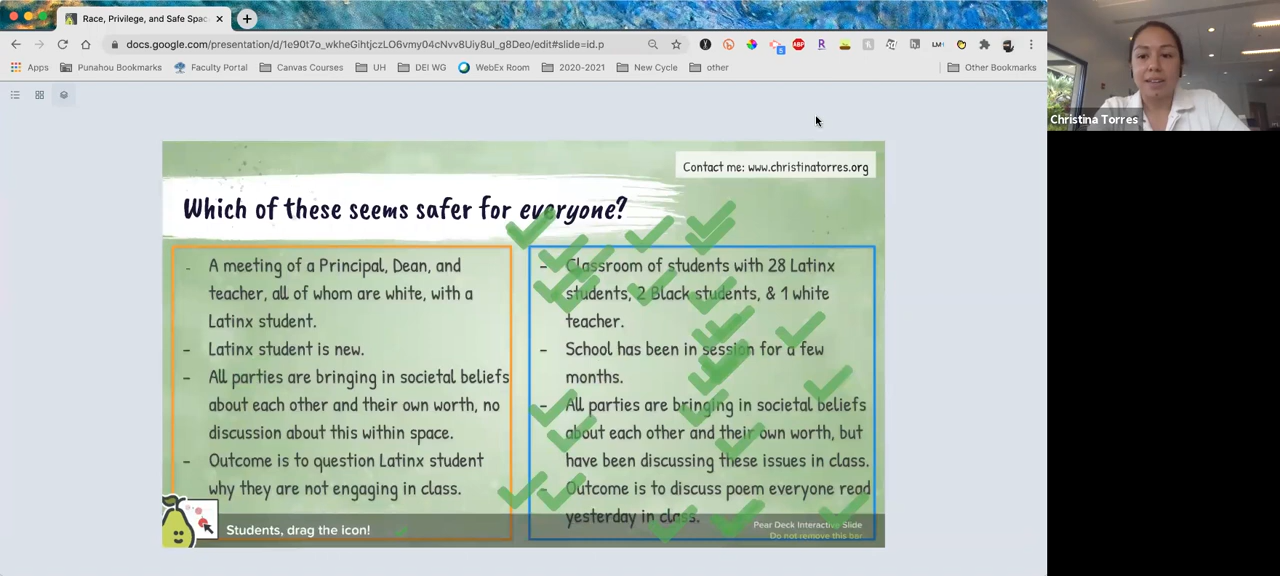 Race, Privilege, and Safe Spac
docs.google.com/presentation/d/1e90t7o_wkheGihtjczLO6vmy04cNvv8Uiy8ul_g8Deo/edit#slide=id.p
Apps Punahou Bookmarks Faculty Portal Canvas Courses UH DEI WG WebEx Room 2020-2021 New Cycle other Other Bookmarks
Christina Torres
Contact me: www.christinatorres.org
Which of these seems safer for everyone?
- A meeting of a Principal, Dean, and
teacher, all of whom are white, with a
Latinx student.
- Latinx student is new.
- All parties are bringing in societal beliefs
about each other and their own worth, no
discussion about this within space.
- Outcome is to question Latinx student
why they are not engaging in class.
- Classroom of students with 28 Latinx
students, 2 Black students, & 1 white
teacher.
- School has been in session for a few
months.
- All parties are bringing in societal beliefs
about each other and their own worth, but
have been discussing these issues in class.
- Outcome is to discuss poem everyone read
yesterday in class.
Students, drag the icon!
Pear Deck Interactive Slide
Do not remove this bar